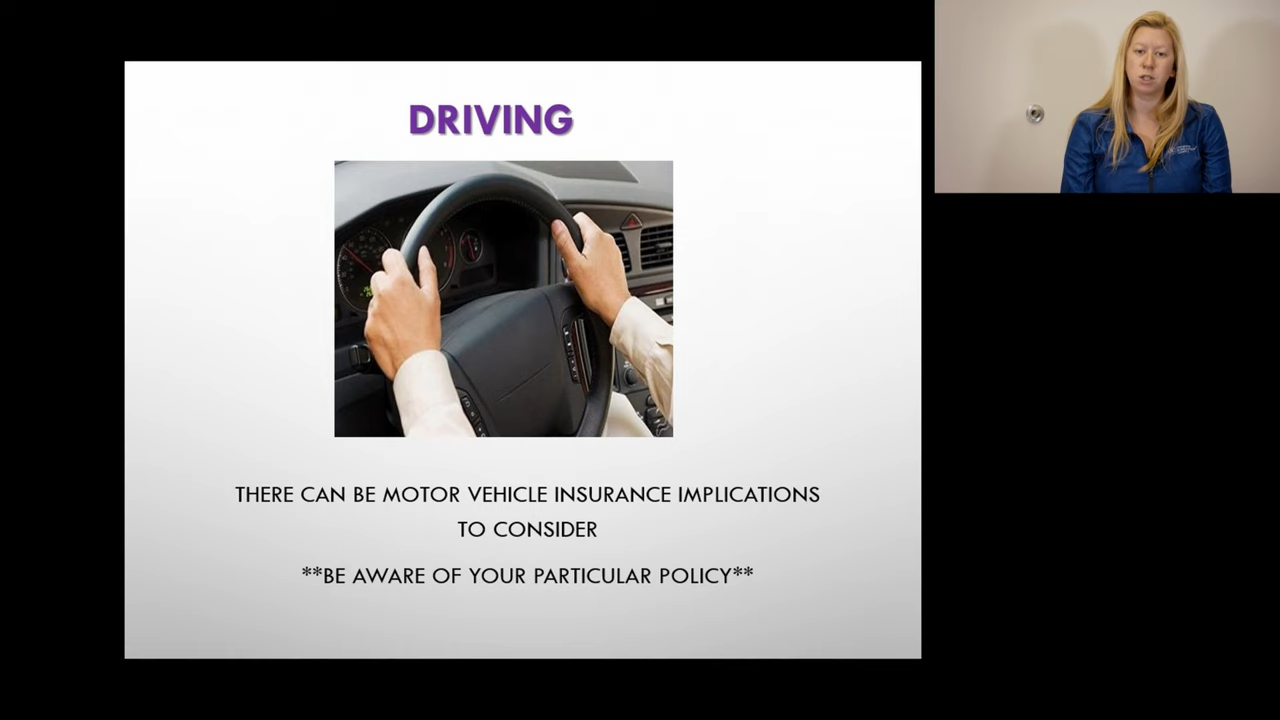 DRIVING
THERE CAN BE MOTOR VEHICLE INSURANCE IMPLICATIONS
TO CONSIDER
**BE AWARE OF YOUR PARTICULAR POLICY**